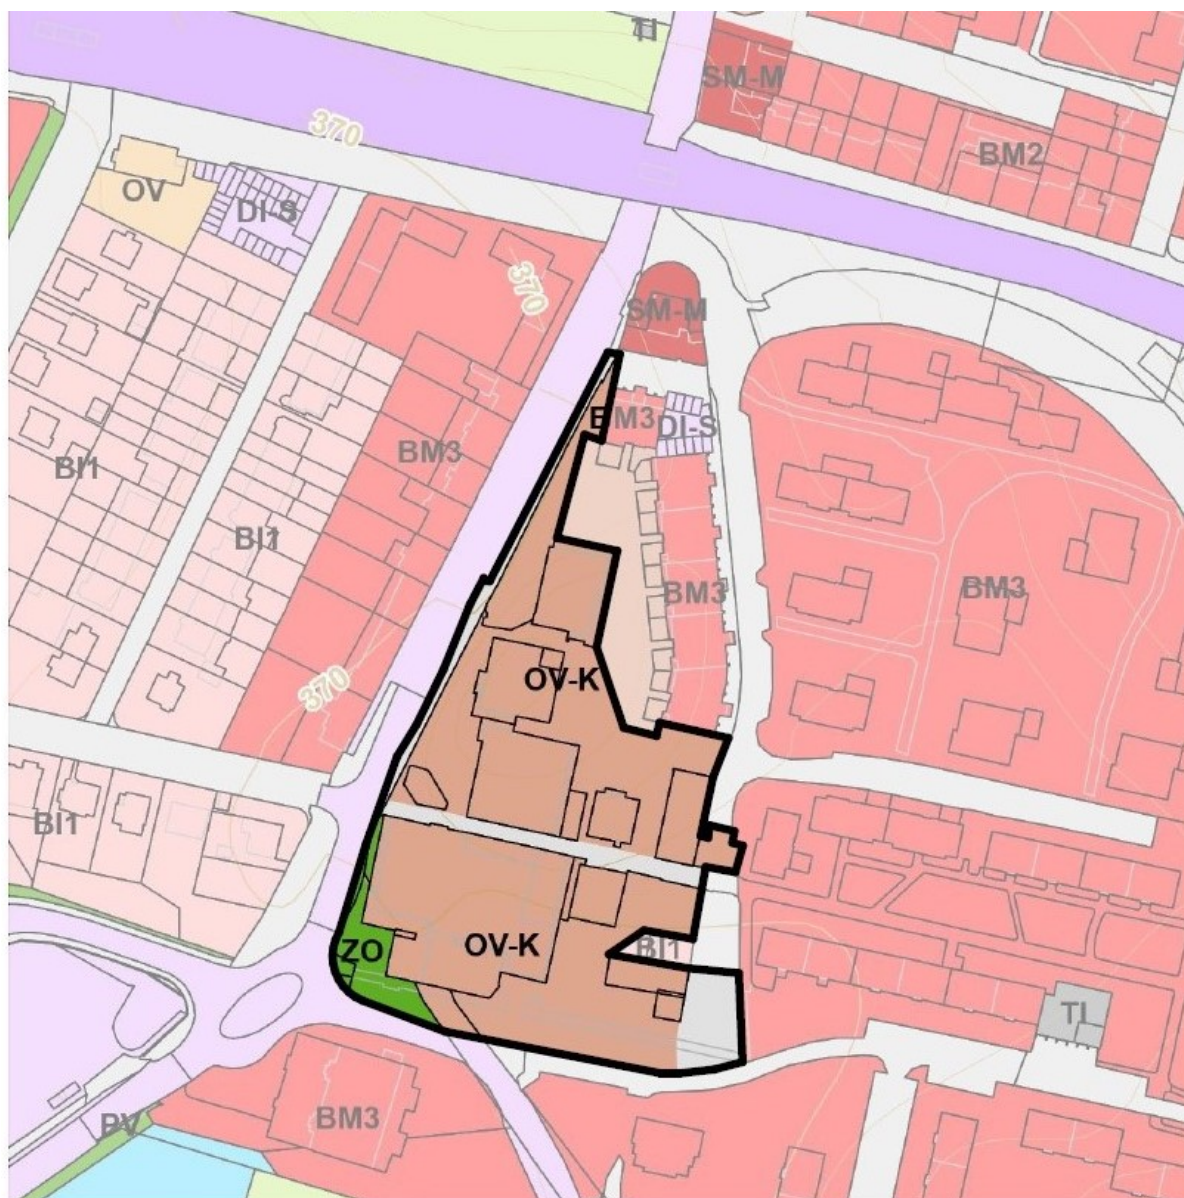 TI
SM-M
370
BM2
OV
DI-S
370
SM-M
BM3
DI-S
BM3
BI1
BI1
BM3
BM3
OV-K
370
BI1
OV-K
BI1
ZO
TI
PV
BM3